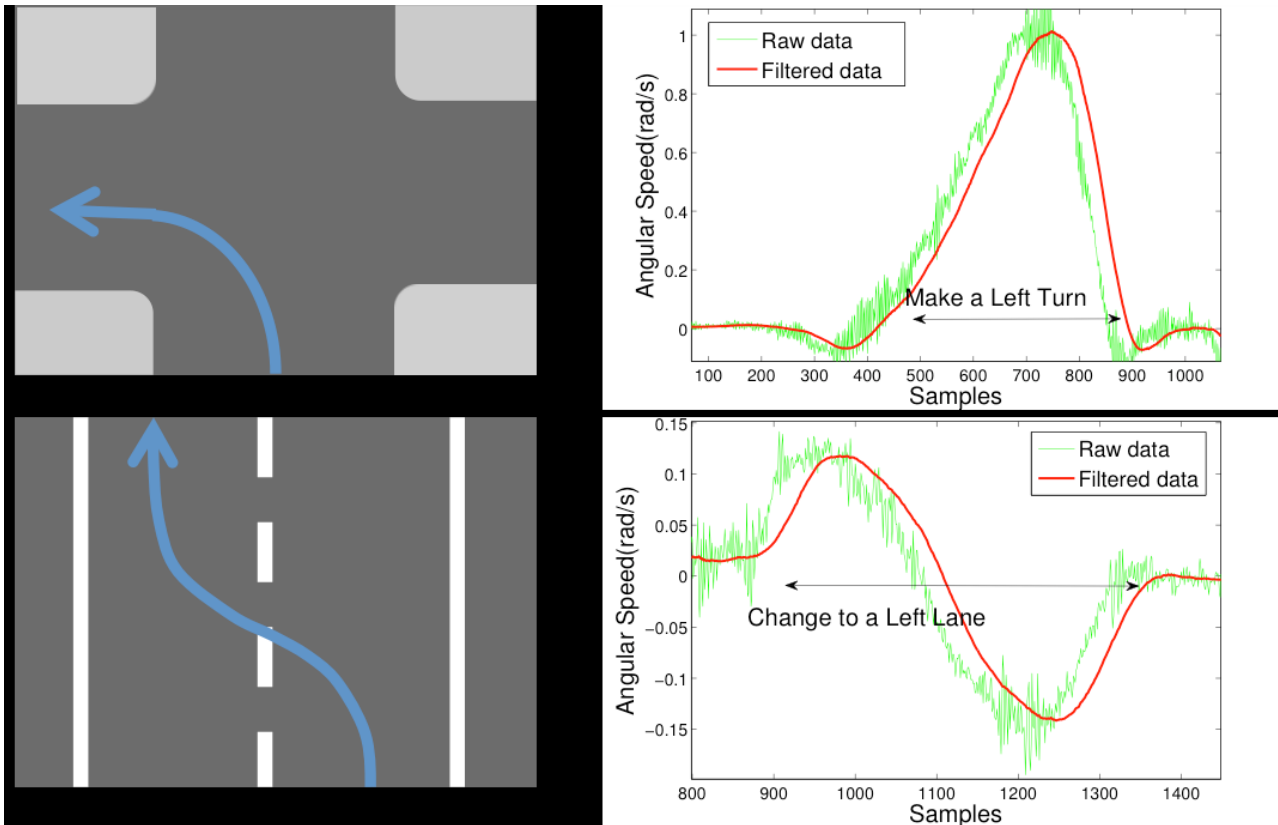 Raw data
Filtered data
Angular Speed(rad/s)
1
0.8
0.6
0.4
0.2
0
Make a Left Turn
100 200 300 400 500 600 700 800 900 1000
Samples
Raw data
Filtered data
Angular Speed(rad/s)
0.15
0.1
0.05
0
−0.05
−0.1
−0.15
Change to a Left Lane
800 900 1000 1100 1200 1300 1400
Samples